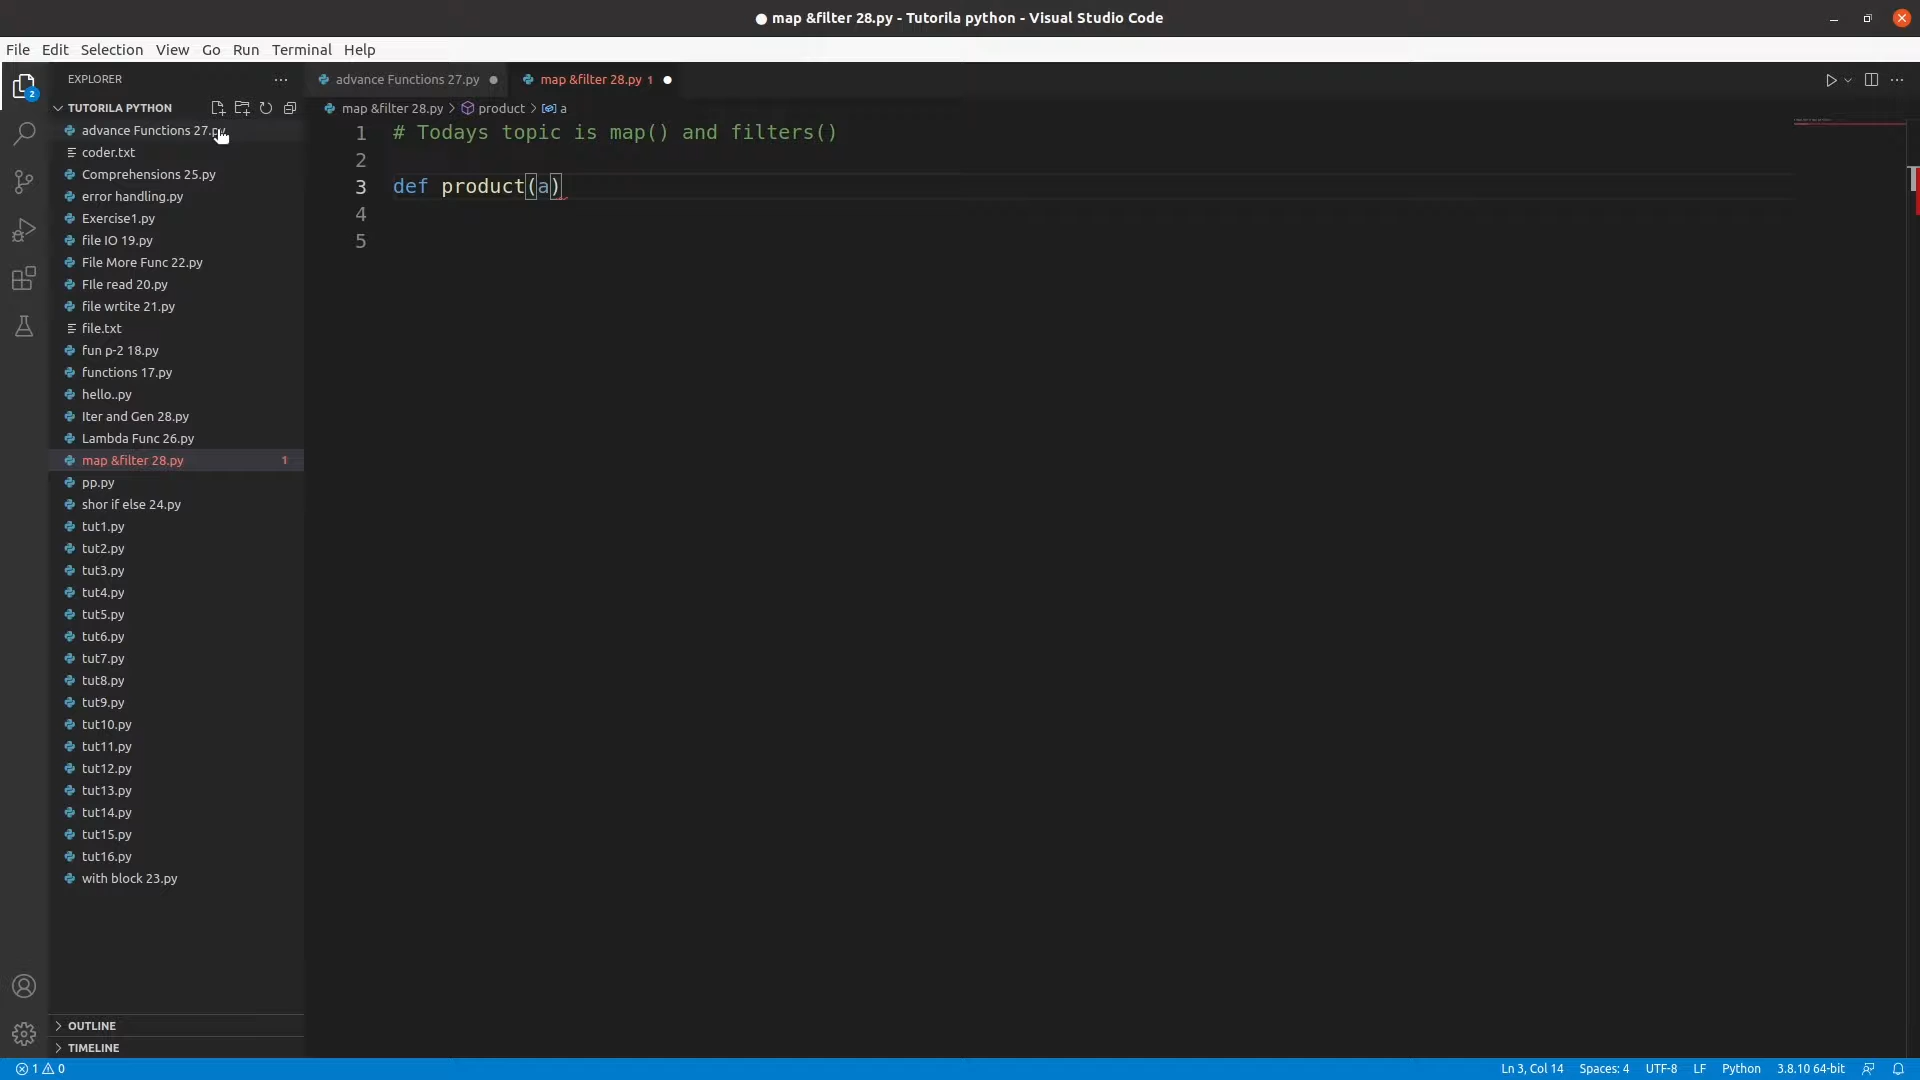 ● map &filter 28.py - Tutorila python - Visual Studio Code
File Edit Selection View Go Run Terminal Help
EXPLORER
advance Functions 27.py
map &filter 28.py 1
TUTORILA PYTHON
map &filter 28.py > product > a
advance Functions 27.py
coder.txt
Comprehensions 25.py
error handling.py
Exercise1.py
file IO 19.py
File More Func 22.py
FIle read 20.py
file wrtite 21.py
file.txt
fun p-2 18.py
functions 17.py
hello..py
Iter and Gen 28.py
Lambda Func 26.py
map &filter 28.py 1
pp.py
shor if else 24.py
tut1.py
tut2.py
tut3.py
tut4.py
tut5.py
tut6.py
tut7.py
tut8.py
tut9.py
tut10.py
tut11.py
tut12.py
tut13.py
tut14.py
tut15.py
tut16.py
with block 23.py
OUTLINE
TIMELINE
2
1 # Todays topic is map() and filters()
2
3 def product(a)
4
5
1 0
Ln 3, Col 14 Spaces: 4 UTF-8 LF Python 3.8.10 64-bit